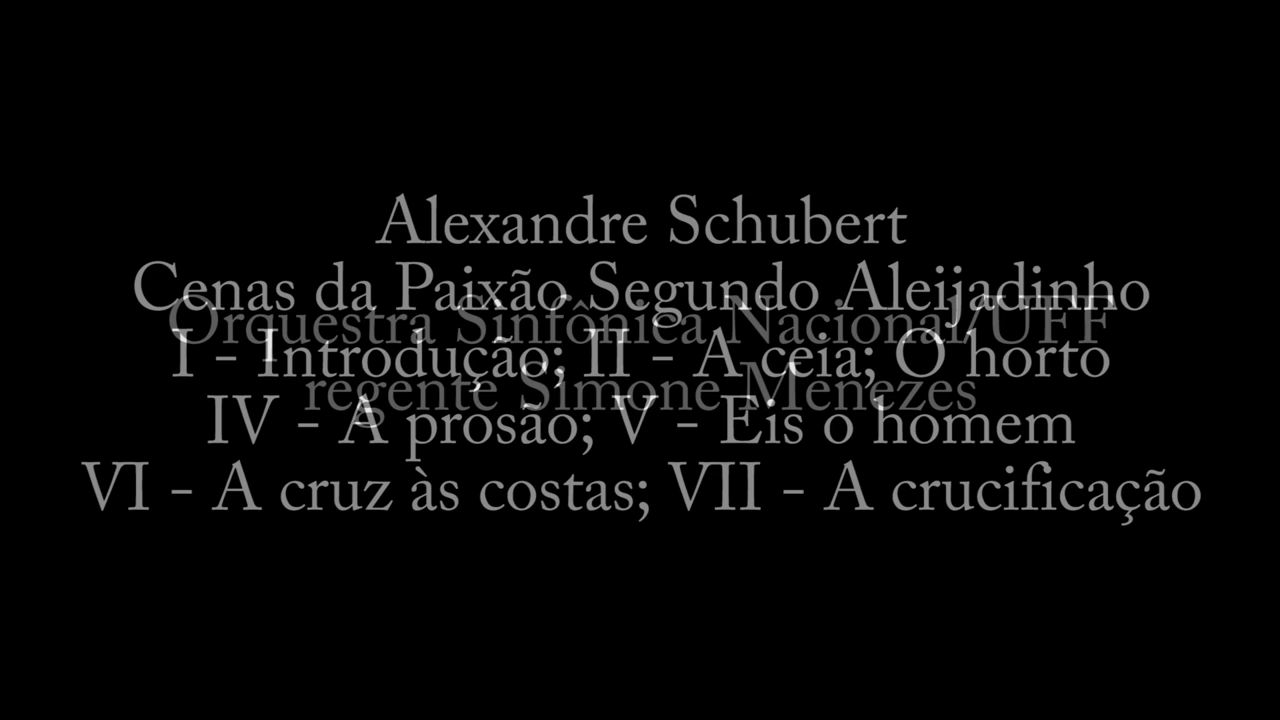 Alexandre Schubert
Cenas da Paixão Segundo Aleijadinho
Orquestra Sinfônica Nacional/UFF
I - Introdução; II - A ceia; O horto
regente Simone Menezes
IV - A prosão; V - Eis o homem
VI - A cruz às costas; VII - A crucificação